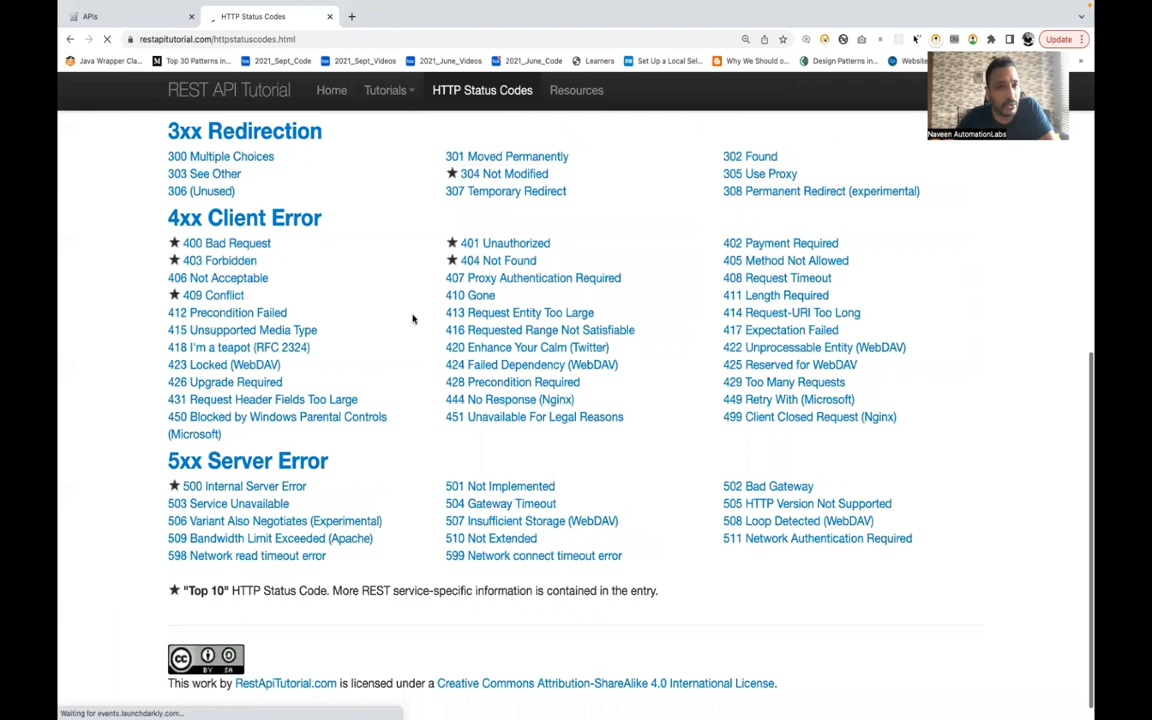 APIs
HTTP Status Codes
restapitutorial.com/httpstatuscodes.html
Update
Java Wrapper Cla...
Top 30 Patterns in...
2021_Sept_Code
2021_Sept_Videos
2021_June_Videos
2021_June_Code
Learners
Set Up a Local Sel...
Why We Should o...
Design Patterns in...
Website
REST API Tutorial
Home
Tutorials
HTTP Status Codes
Resources
Naveen AutomationLabs
3xx Redirection
300 Multiple Choices
301 Moved Permanently
302 Found
303 See Other
★ 304 Not Modified
305 Use Proxy
306 (Unused)
307 Temporary Redirect
308 Permanent Redirect (experimental)
4xx Client Error
★ 400 Bad Request
★ 401 Unauthorized
402 Payment Required
★ 403 Forbidden
★ 404 Not Found
405 Method Not Allowed
406 Not Acceptable
407 Proxy Authentication Required
408 Request Timeout
★ 409 Conflict
410 Gone
411 Length Required
412 Precondition Failed
413 Request Entity Too Large
414 Request-URI Too Long
415 Unsupported Media Type
416 Requested Range Not Satisfiable
417 Expectation Failed
418 I'm a teapot (RFC 2324)
420 Enhance Your Calm (Twitter)
422 Unprocessable Entity (WebDAV)
423 Locked (WebDAV)
424 Failed Dependency (WebDAV)
425 Reserved for WebDAV
426 Upgrade Required
428 Precondition Required
429 Too Many Requests
431 Request Header Fields Too Large
444 No Response (Nginx)
449 Retry With (Microsoft)
450 Blocked by Windows Parental Controls
(Microsoft)
451 Unavailable For Legal Reasons
499 Client Closed Request (Nginx)
5xx Server Error
★ 500 Internal Server Error
501 Not Implemented
502 Bad Gateway
503 Service Unavailable
504 Gateway Timeout
505 HTTP Version Not Supported
506 Variant Also Negotiates (Experimental)
507 Insufficient Storage (WebDAV)
508 Loop Detected (WebDAV)
509 Bandwidth Limit Exceeded (Apache)
510 Not Extended
511 Network Authentication Required
598 Network read timeout error
599 Network connect timeout error
★ "Top 10" HTTP Status Code. More REST service-specific information is contained in the entry.
cc
BY SA
This work by RestApiTutorial.com is licensed under a Creative Commons Attribution-ShareAlike 4.0 International License.
Waiting for events.launchdarkly.com...